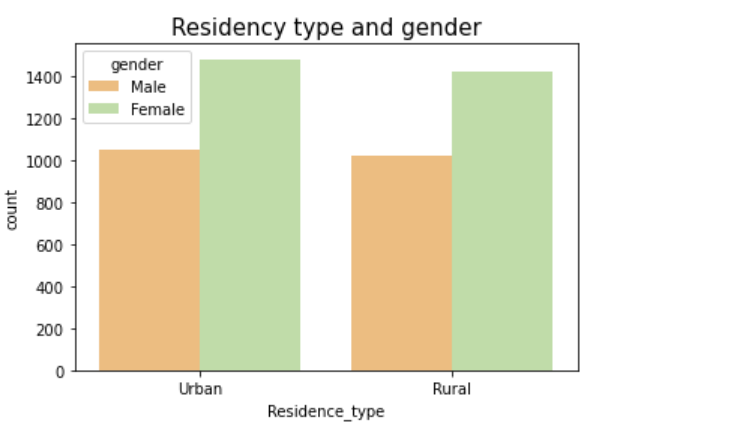 Residency type and gender
gender
Male
Female
1400
1200
1000
800
600
400
200
0
count
Urban
Rural
Residence_type